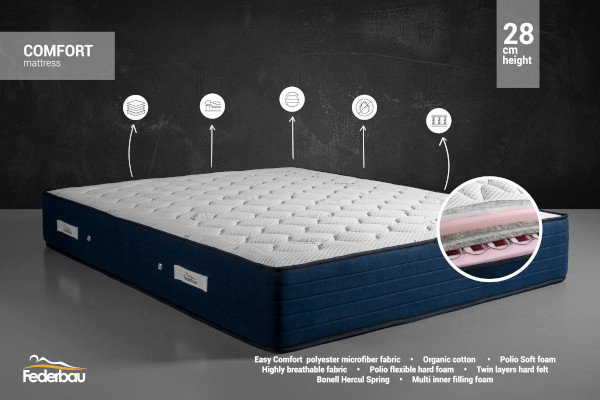 COMFORT
mattress
28
cm
height
Federbau
Easy Comfort polyester microfiber fabric • Organic cotton • Polio Soft foam
Highly breathable fabric • Polio flexible hard foam • Twin layers hard felt
Bonell Hercul Spring • Multi inner filling foam